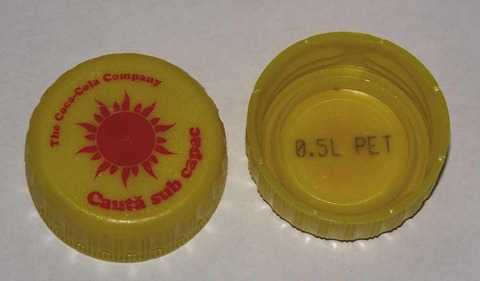 The Coca-Cola Company
Caută sub capac
0.5L PET